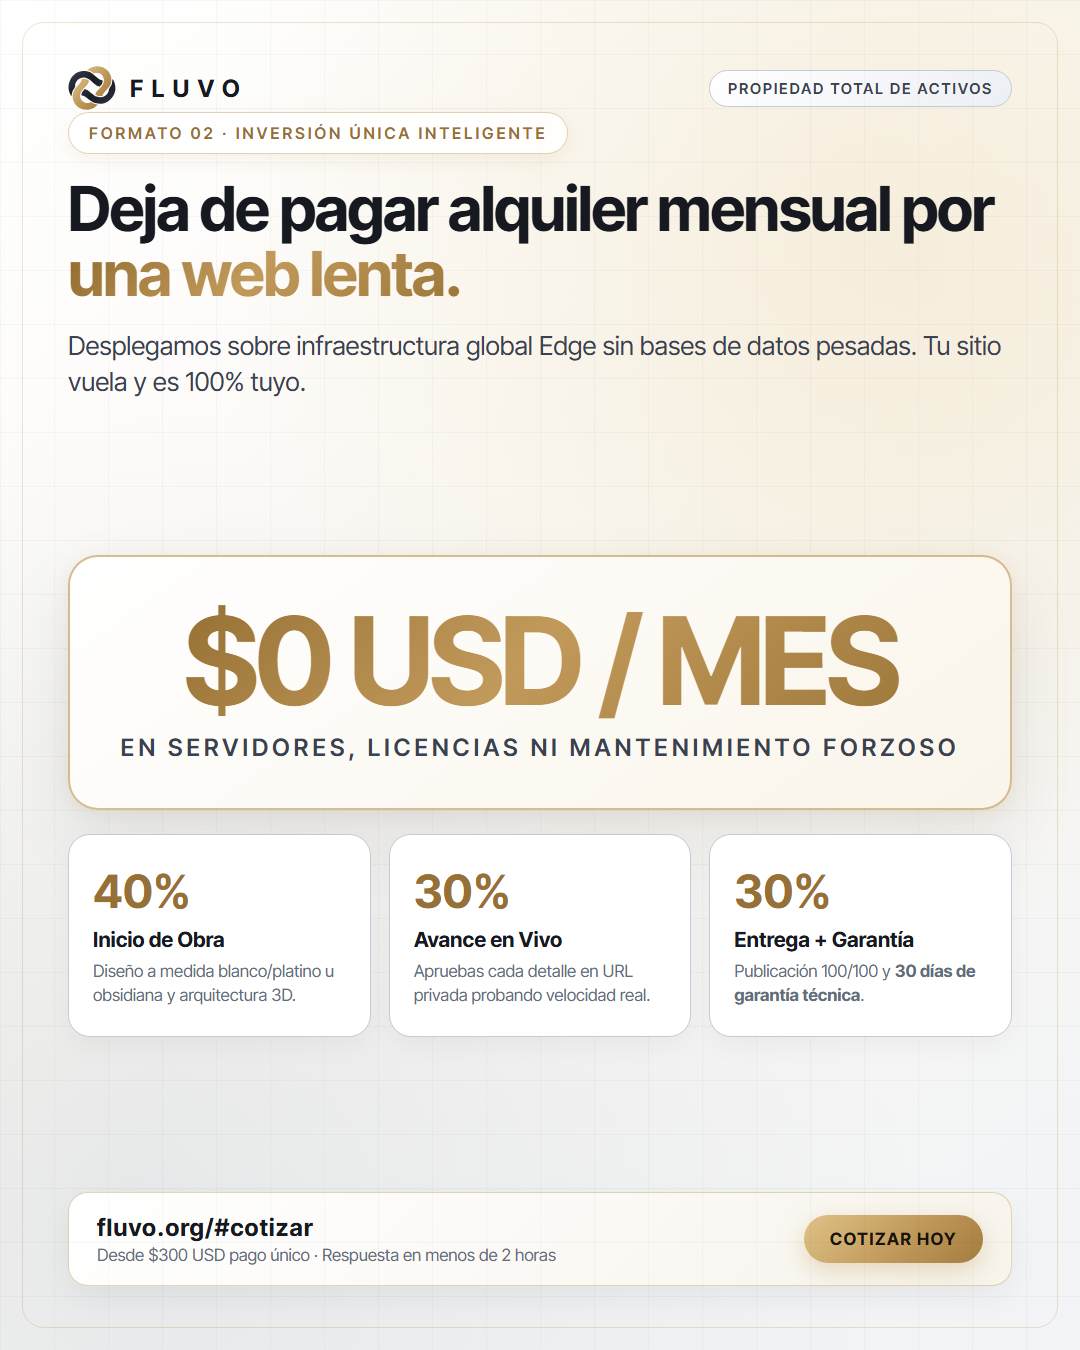 FLUVO
PROPIEDAD TOTAL DE ACTIVOS
FORMATO 02 · INVERSIÓN ÚNICA INTELIGENTE
Deja de pagar alquiler mensual por
una web lenta.
Desplegamos sobre infraestructura global Edge sin bases de datos pesadas. Tu sitio
vuela y es 100% tuyo.
$0 USD / MES
EN SERVIDORES, LICENCIAS NI MANTENIMIENTO FORZOSO
40%
Inicio de Obra
Diseño a medida blanco/platino u
obsidiana y arquitectura 3D.
30%
Avance en Vivo
Apruebas cada detalle en URL
privada probando velocidad real.
30%
Entrega + Garantía
Publicación 100/100 y 30 días de
garantía técnica.
fluvo.org/#cotizar
Desde $300 USD pago único · Respuesta en menos de 2 horas
COTIZAR HOY